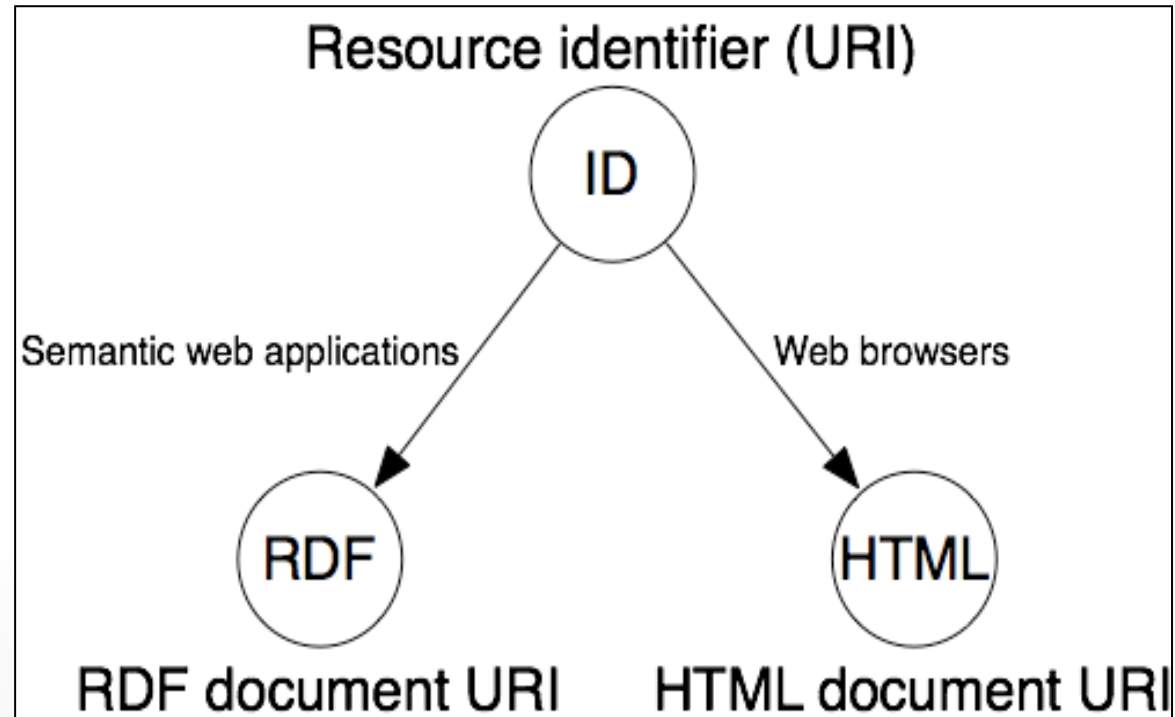 Resource identifier (URI)
ID
Semantic web applications
Web browsers
RDF
HTML
RDF document URI
HTML document URI